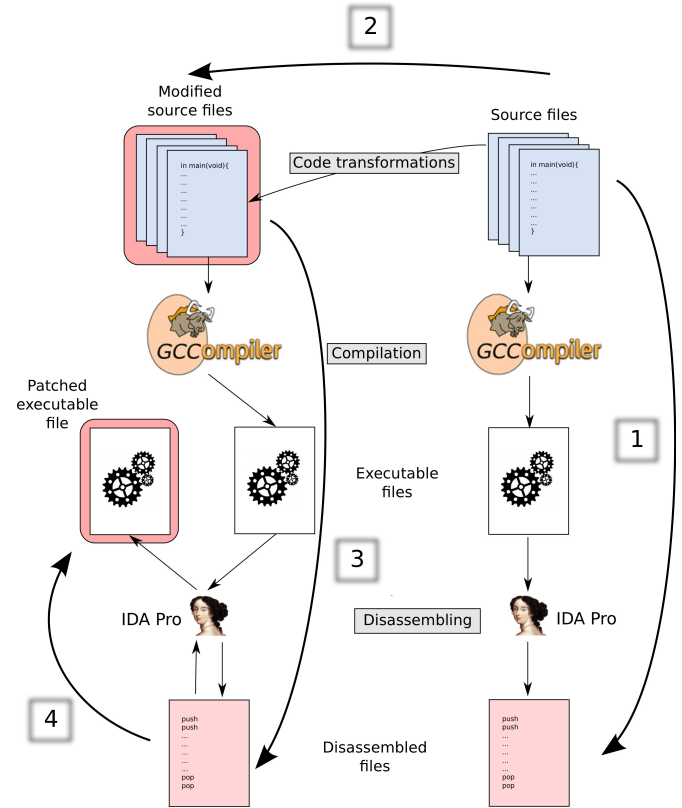 2
Modified
source files
Source files
in main(void){
...
...
...
...
...
...
...
}
Code transformations
in main(void){
...
...
...
...
...
...
...
}
GCCompiler
GCCompiler
Compilation
Patched
executable
file
1
Executable
files
3
IDA Pro
Disassembling
IDA Pro
4
push
push
...
...
...
...
...
pop
pop
Disassembled
files
push
push
...
...
...
...
...
pop
pop